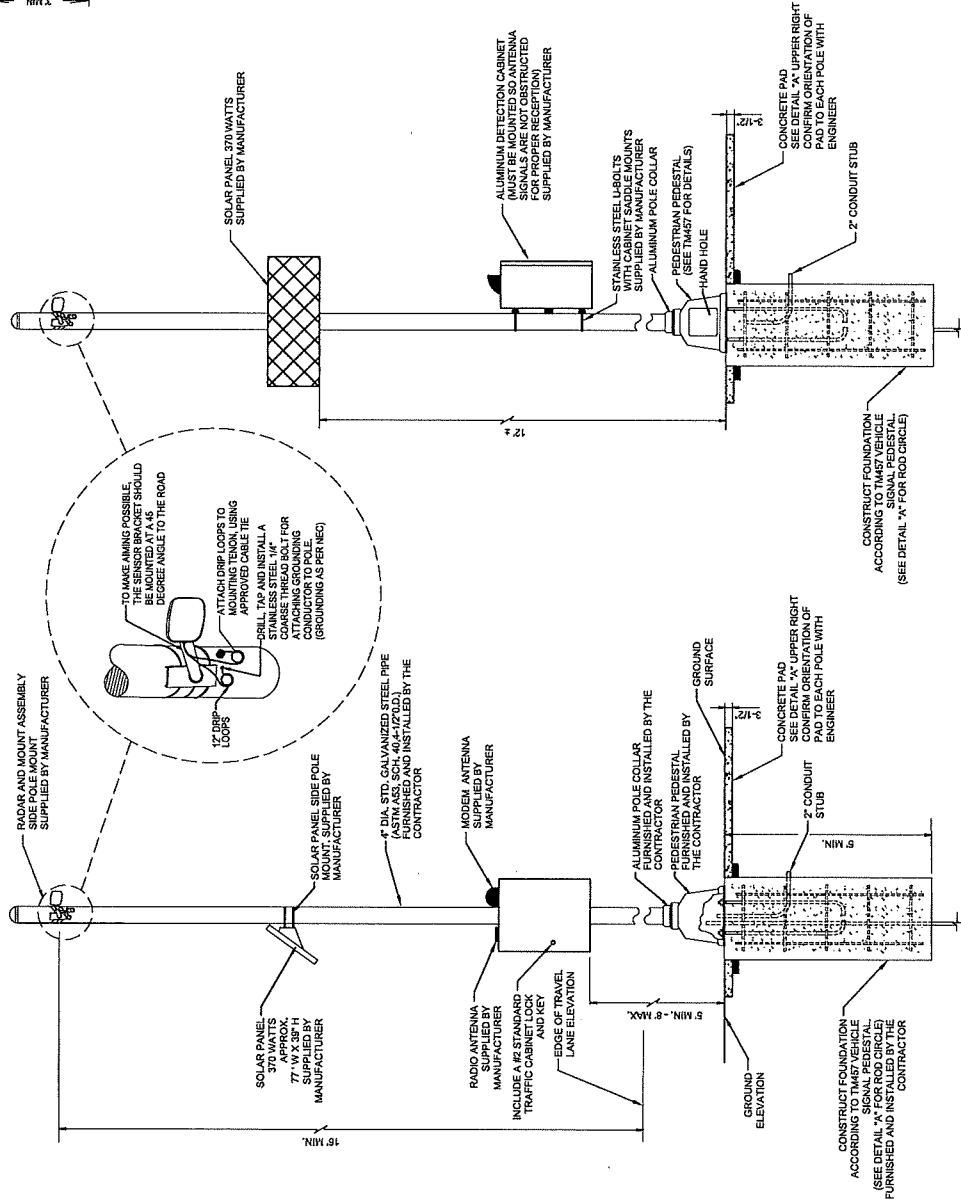 RADAR AND MOUNT ASSEMBLY
SIDE POLE MOUNT
SUPPLIED BY MANUFACTURER
TO MAKE AIMING POSSIBLE,
THE SENSOR BRACKET SHOULD
BE MOUNTED AT A 45
DEGREE ANGLE TO THE ROAD
ATTACH DRIP LOOPS TO
MOUNTING TENON, USING
APPROVED CABLE TIE
DRILL, TAP AND INSTALL A
STAINLESS STEEL 1/4"
COARSE THREAD BOLT FOR
ATTACHING GROUNDING
CONDUCTOR TO POLE.
(GROUNDING AS PER NEC)
12" DRIP
LOOPS
SOLAR PANEL
370 WATTS
APPROX.
77" W X 39" H
SUPPLIED BY
MANUFACTURER
SOLAR PANEL SIDE POLE
MOUNT. SUPPLIED BY
MANUFACTURER
4" DIA. STD. GALVANIZED STEEL PIPE
(ASTM A53, SCH. 40,4-1/2"O.D.)
FURNISHED AND INSTALLED BY THE
CONTRACTOR
16' MIN.
RADIO ANTENNA
SUPPLIED BY
MANUFACTURER
MODEM ANTENNA
SUPPLIED BY
MANUFACTURER
INCLUDE A #2 STANDARD
TRAFFIC CABINET LOCK
AND KEY
EDGE OF TRAVEL
LANE ELEVATION
5' MIN. - 8' MAX.
ALUMINUM POLE COLLAR
FURNISHED AND INSTALLED BY THE
CONTRACTOR
PEDESTRIAN PEDESTAL
FURNISHED AND INSTALLED BY
THE CONTRACTOR
GROUND
SURFACE
GROUND
ELEVATION
3-1/2"
CONCRETE PAD
SEE DETAIL "A" UPPER RIGHT
CONFIRM ORIENTATION OF
PAD TO EACH POLE WITH
ENGINEER
5' MIN.
2" CONDUIT
STUB
CONSTRUCT FOUNDATION
ACCORDING TO TM457 VEHICLE
SIGNAL PEDESTAL.
(SEE DETAIL "A" FOR ROD CIRCLE)
FURNISHED AND INSTALLED BY THE
CONTRACTOR
SOLAR PANEL 370 WATTS
SUPPLIED BY MANUFACTURER
12' ±
ALUMINUM DETECTION CABINET
(MUST BE MOUNTED SO ANTENNA
SIGNALS ARE NOT OBSTRUCTED
FOR PROPER RECEPTION)
SUPPLIED BY MANUFACTURER
STAINLESS STEEL U-BOLTS
WITH CABINET SADDLE MOUNTS
SUPPLIED BY MANUFACTURER
ALUMINUM POLE COLLAR
PEDESTRIAN PEDESTAL
(SEE TM457 FOR DETAILS)
HAND HOLE
3-1/2"
CONCRETE PAD
SEE DETAIL "A" UPPER RIGHT
CONFIRM ORIENTATION OF
PAD TO EACH POLE WITH
ENGINEER
2" CONDUIT STUB
CONSTRUCT FOUNDATION
ACCORDING TO TM457 VEHICLE
SIGNAL PEDESTAL.
(SEE DETAIL "A" FOR ROD CIRCLE)